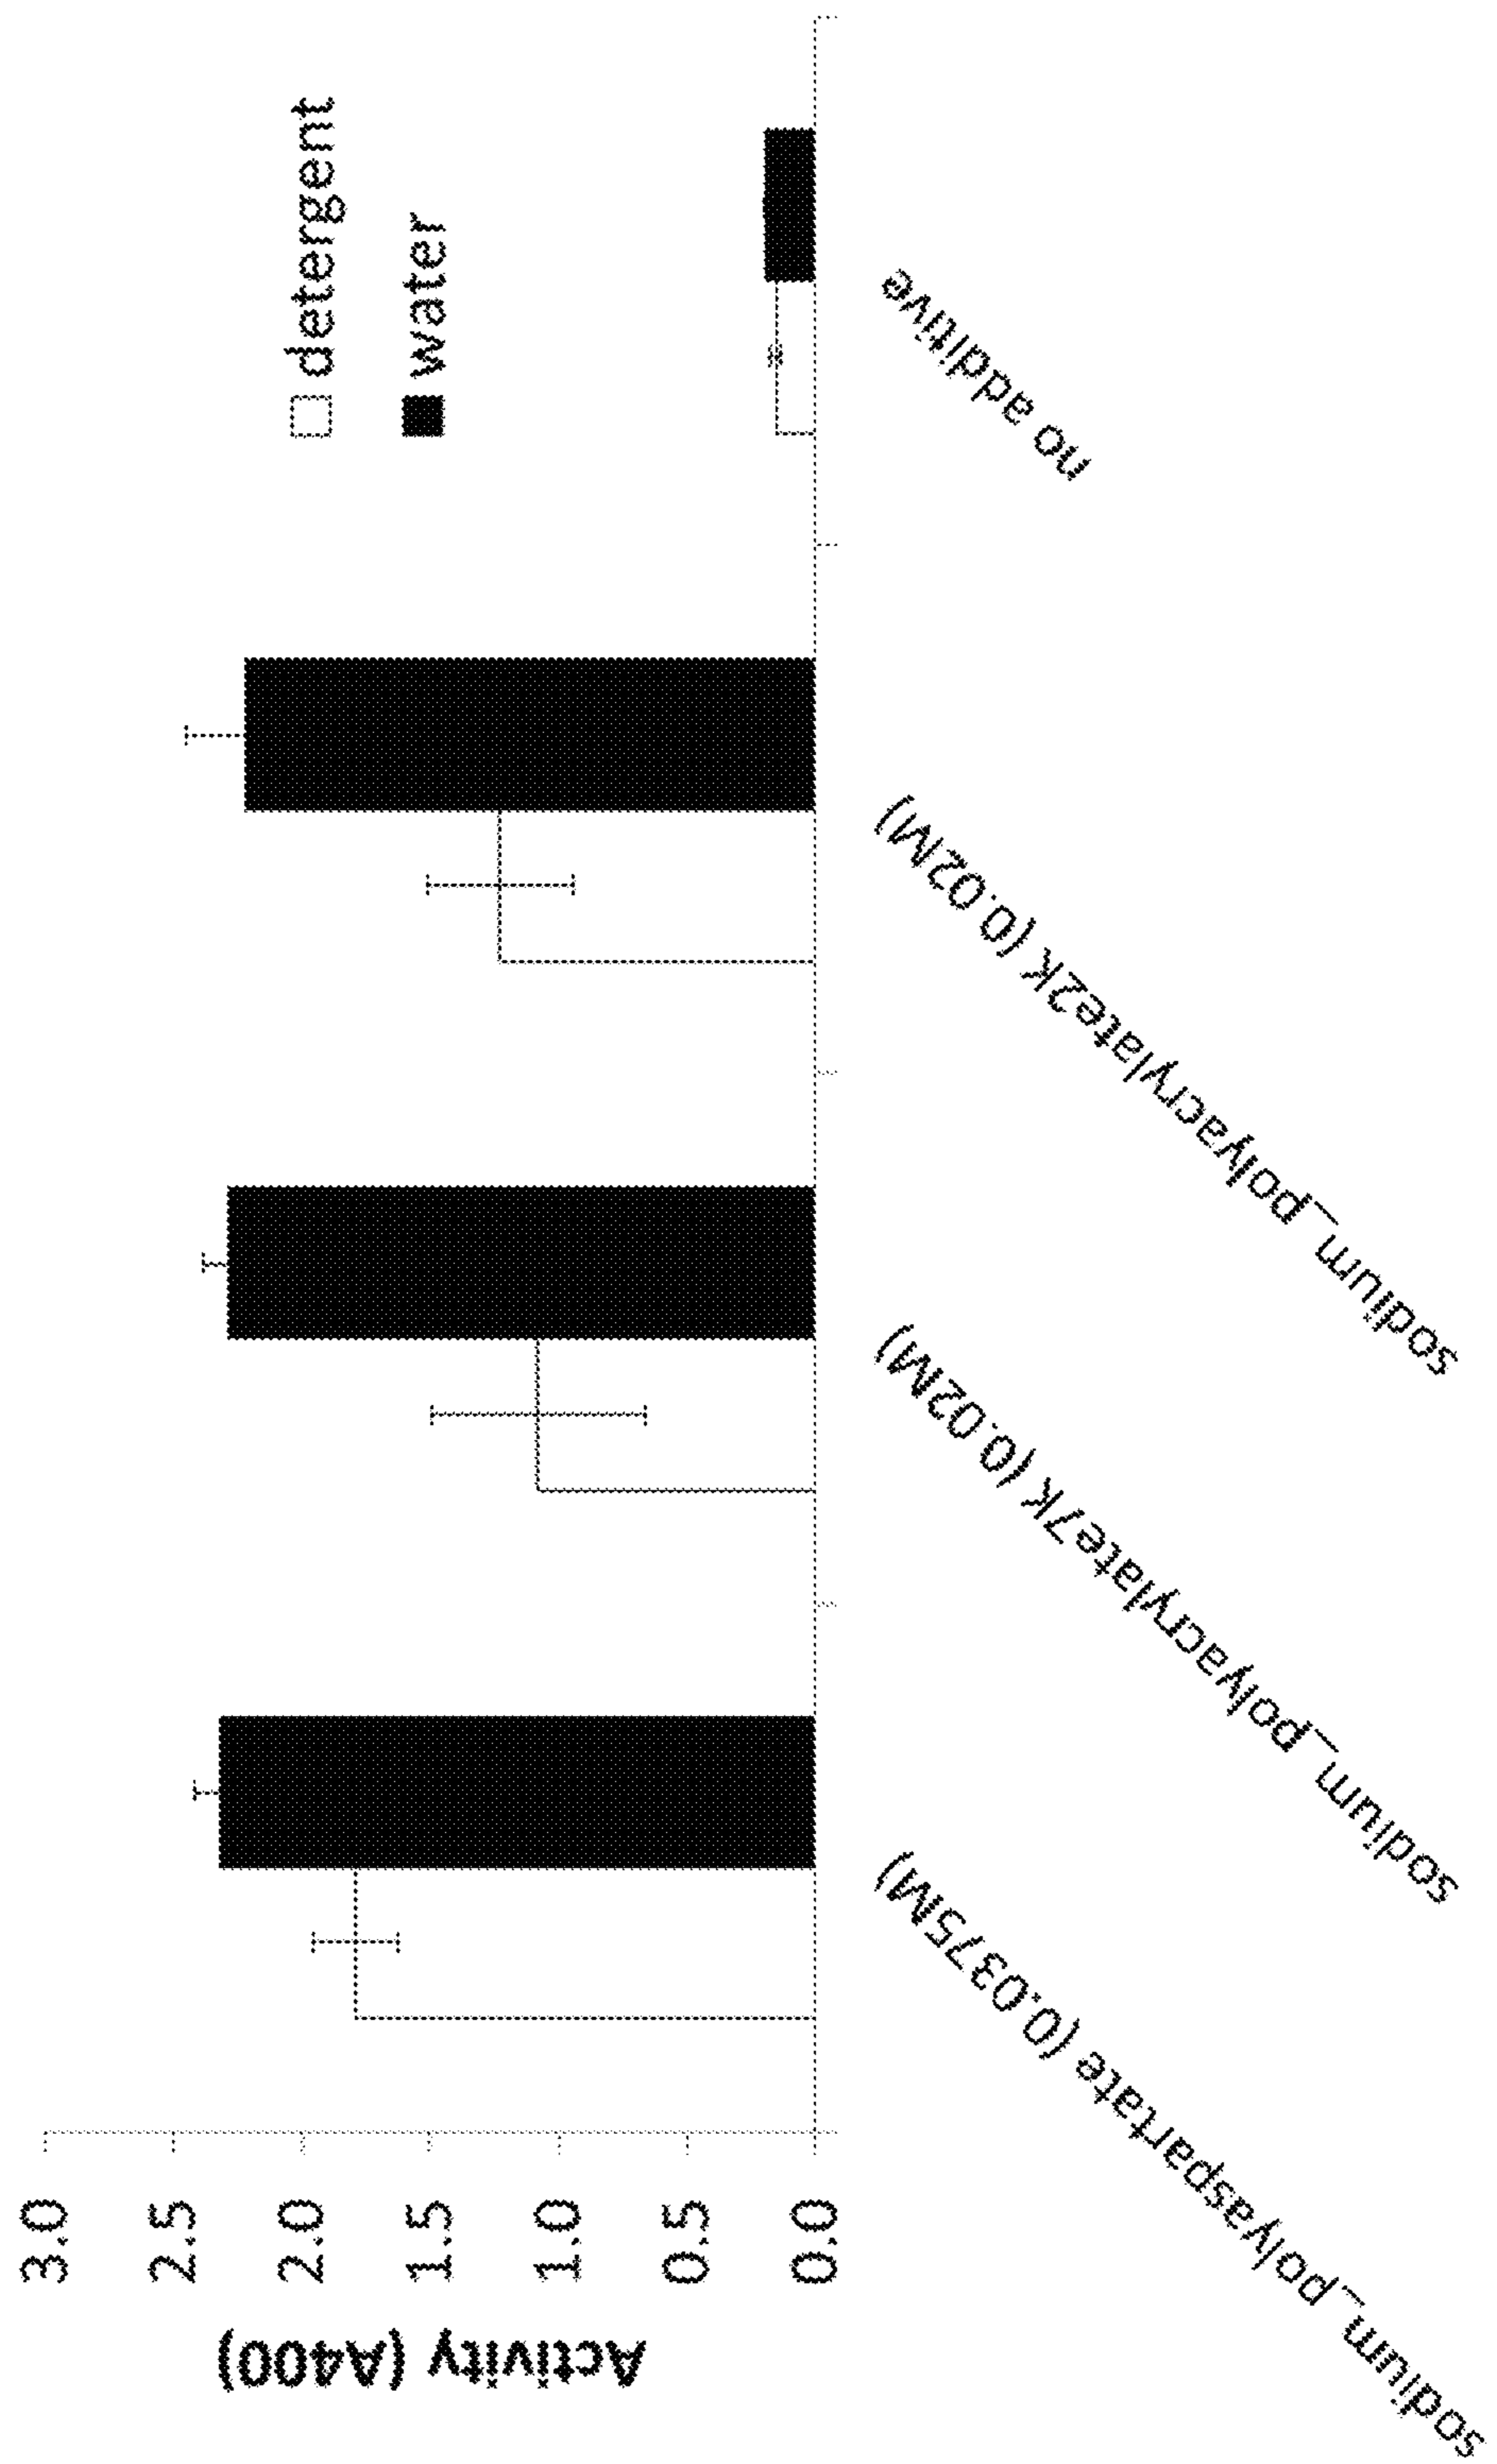 Activity (A400)
3.0
2.5
2.0
1.5
1.0
0.5
0.0
detergent
water
sodium_polyaspartate (0.0375M)
sodium_polyacrylate7K (0.02M)
sodium_polyacrylate2K (0.02M)
no additive